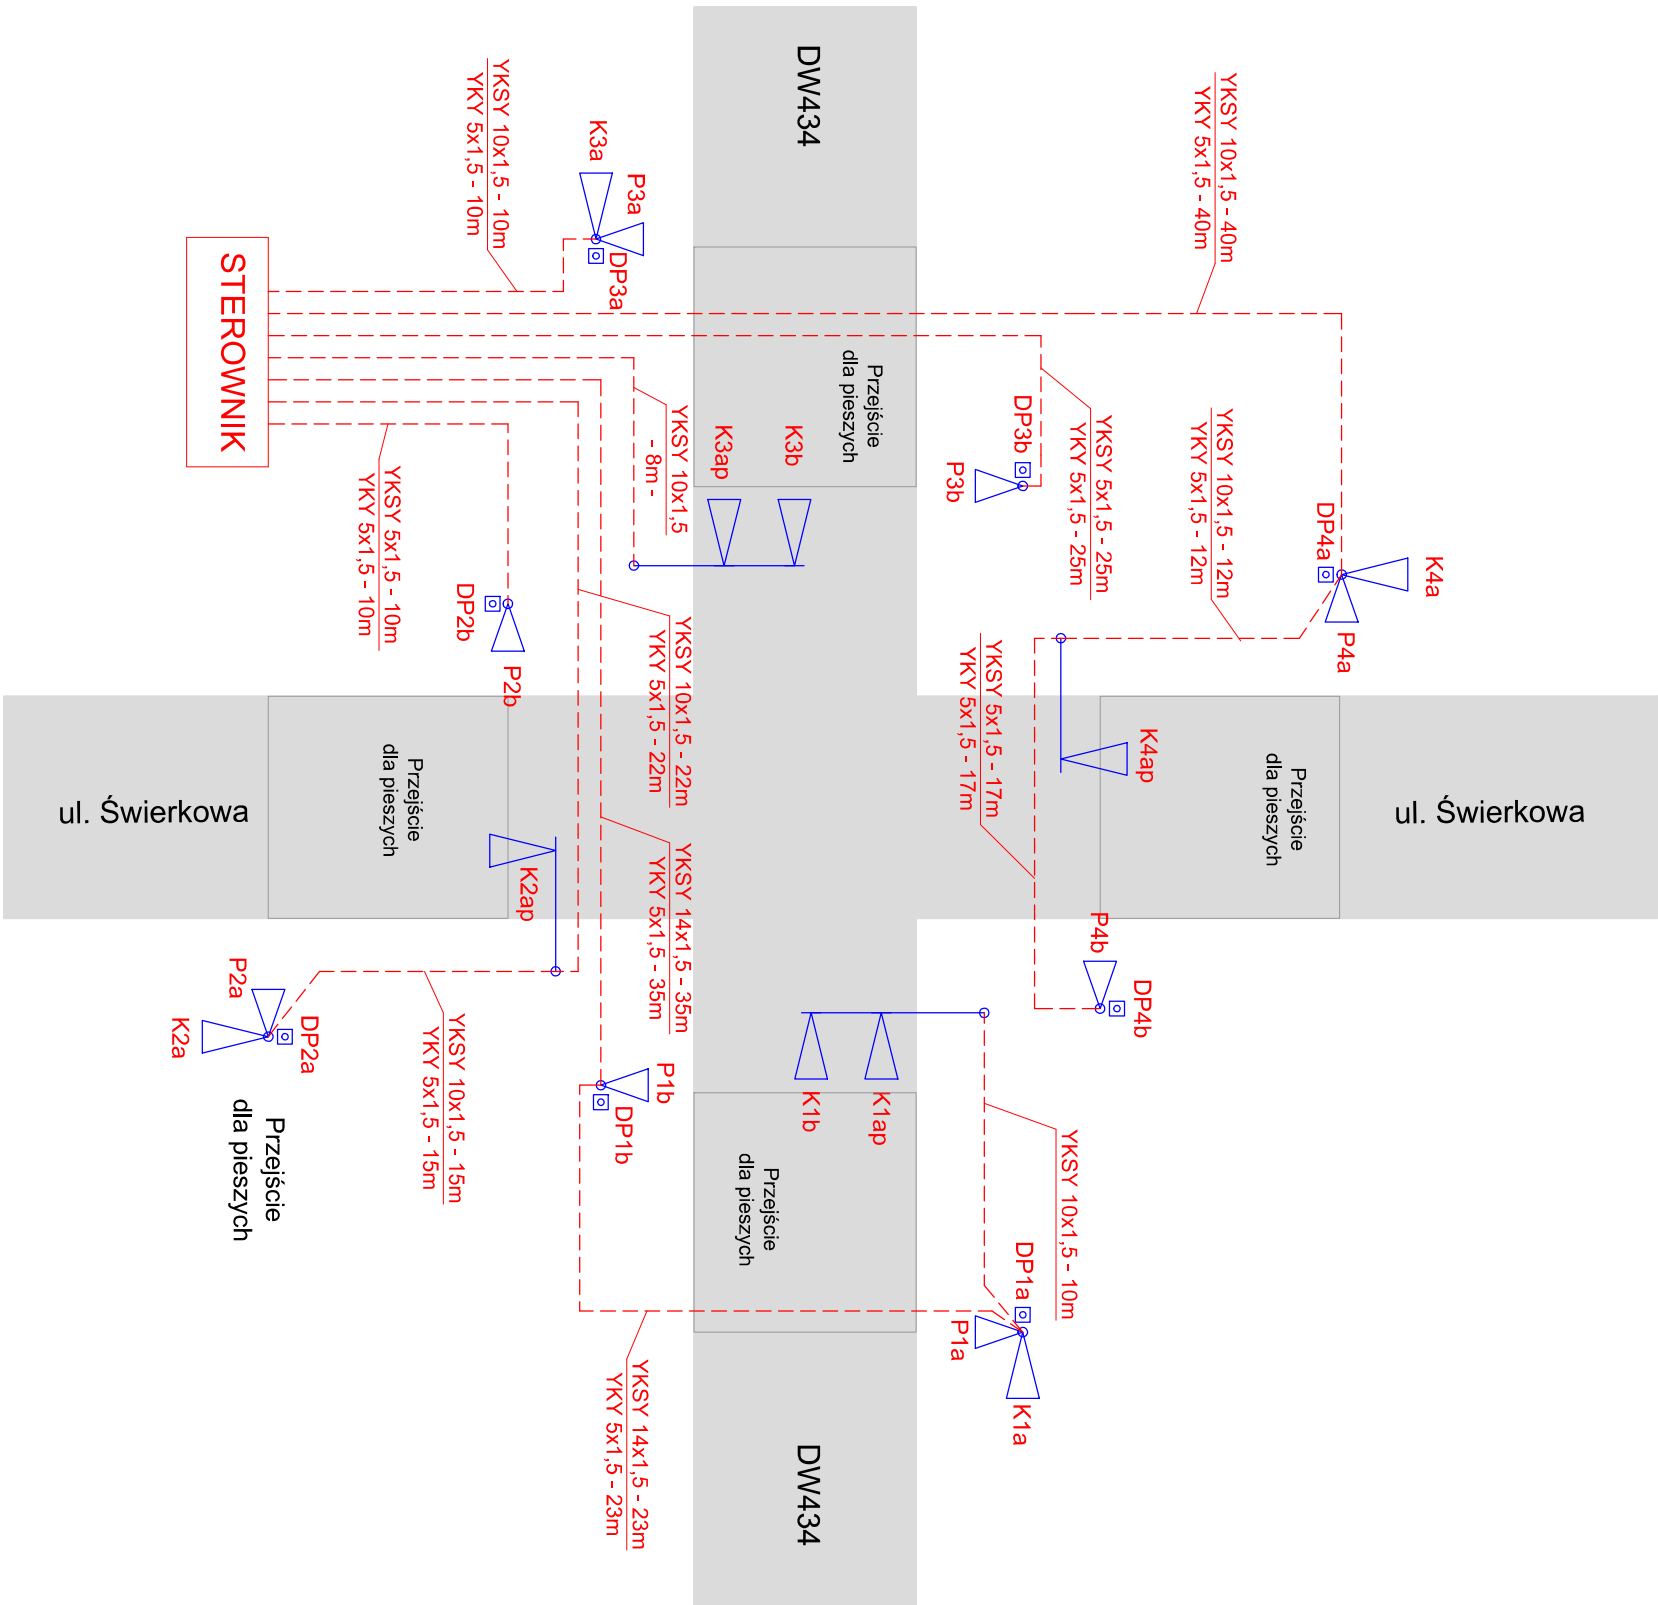 DW434
YKSY 10x1,5 - 10m
YKY 5x1,5 - 10m
K3a
P3a
DP3a
YKSY 10x1,5 - 40m
YKY 5x1,5 - 40m
STEROWNIK
Przejście
dla pieszych
YKSY 10x1,5
- 8m -
K3ap
K3b
DP3b
P3b
YKSY 5x1,5 - 25m
YKY 5x1,5 - 25m
YKSY 10x1,5 - 12m
YKY 5x1,5 - 12m
DP4a
K4a
P4a
YKSY 5x1,5 - 10m
YKY 5x1,5 - 10m
DP2b
P2b
YKSY 10x1,5 - 22m
YKY 5x1,5 - 22m
YKSY 5x1,5 - 17m
YKY 5x1,5 - 17m
K4ap
ul. Świerkowa
Przejście
dla pieszych
K2ap
YKSY 14x1,5 - 35m
YKY 5x1,5 - 35m
Przejście
dla pieszych
ul. Świerkowa
P4b
DP4b
P2a
K2a
DP2a
YKSY 10x1,5 - 15m
YKY 5x1,5 - 15m
P1b
DP1b
K1b
K1ap
YKSY 10x1,5 - 10m
Przejście
dla pieszych
Przejście
dla pieszych
DP1a
P1a
K1a
YKSY 14x1,5 - 23m
YKY 5x1,5 - 23m
DW434